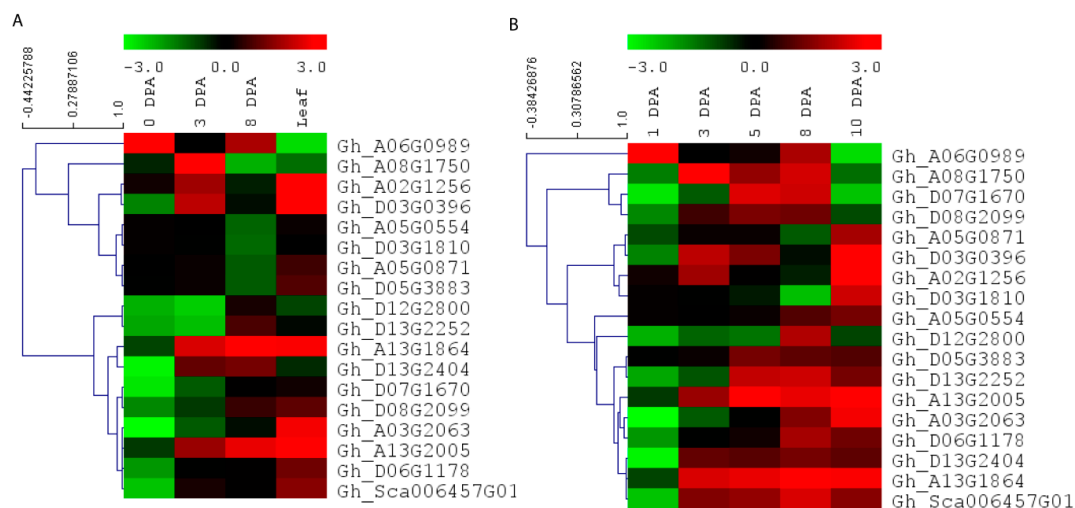 A
-3.0 0.0 3.0
-0.44225788
0.27887106
1.0
0 DPA
3 DPA
8 DPA
Leaf
Gh_A06G0989
Gh_A08G1750
Gh_A02G1256
Gh_D03G0396
Gh_A05G0554
Gh_D03G1810
Gh_A05G0871
Gh_D05G3883
Gh_D12G2800
Gh_D13G2252
Gh_A13G1864
Gh_D13G2404
Gh_D07G1670
Gh_D08G2099
Gh_A03G2063
Gh_A13G2005
Gh_D06G1178
Gh_Sca006457G01
B
-3.0 0.0 3.0
-0.38426876
0.30786562
1.0
1 DPA
3 DPA
5 DPA
8 DPA
10 DPA
Gh_A06G0989
Gh_A08G1750
Gh_D07G1670
Gh_D08G2099
Gh_A05G0871
Gh_D03G0396
Gh_A02G1256
Gh_D03G1810
Gh_A05G0554
Gh_D12G2800
Gh_D05G3883
Gh_D13G2252
Gh_A13G2005
Gh_A03G2063
Gh_D06G1178
Gh_D13G2404
Gh_A13G1864
Gh_Sca006457G01